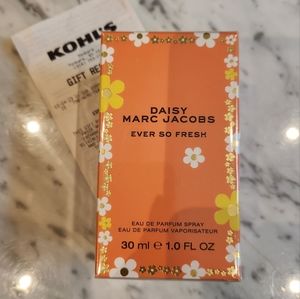 KOHL'S
GIFT RE
DAISY
MARC JACOBS
EVER SO FRESH
EAU DE PARFUM SPRAY
EAU DE PARFUM VAPORISATEUR
30 ml e 1.0 FL OZ